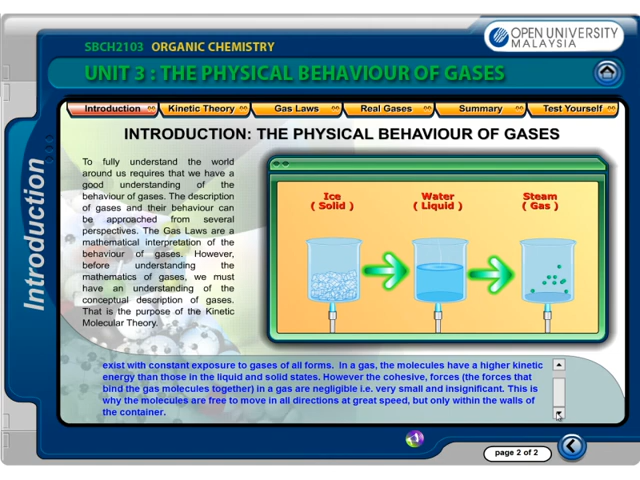 OPEN UNIVERSITY
MALAYSIA
SBCH2103 ORGANIC CHEMISTRY
UNIT 3 : THE PHYSICAL BEHAVIOUR OF GASES
Introduction
Kinetic Theory
Gas Laws
Real Gases
Summary
Test Yourself
Introduction
INTRODUCTION: THE PHYSICAL BEHAVIOUR OF GASES
To fully understand the world
around us requires that we have a
good understanding of the
behaviour of gases. The description
of gases and their behaviour can
be approached from several
perspectives. The Gas Laws are a
mathematical interpretation of the
behaviour of gases. However,
before understanding the
mathematics of gases, we must
have an understanding of the
conceptual description of gases.
That is the purpose of the Kinetic
Molecular Theory.
Ice
( Solid )
Water
( Liquid )
Steam
( Gas )
exist with constant exposure to gases of all forms. In a gas, the molecules have a higher kinetic
energy than those in the liquid and solid states. However the cohesive, forces (the forces that
bind the gas molecules together) in a gas are negligible i.e. very small and insignificant. This is
why the molecules are free to move in all directions at great speed, but only within the walls of
the container.
page 2 of 2